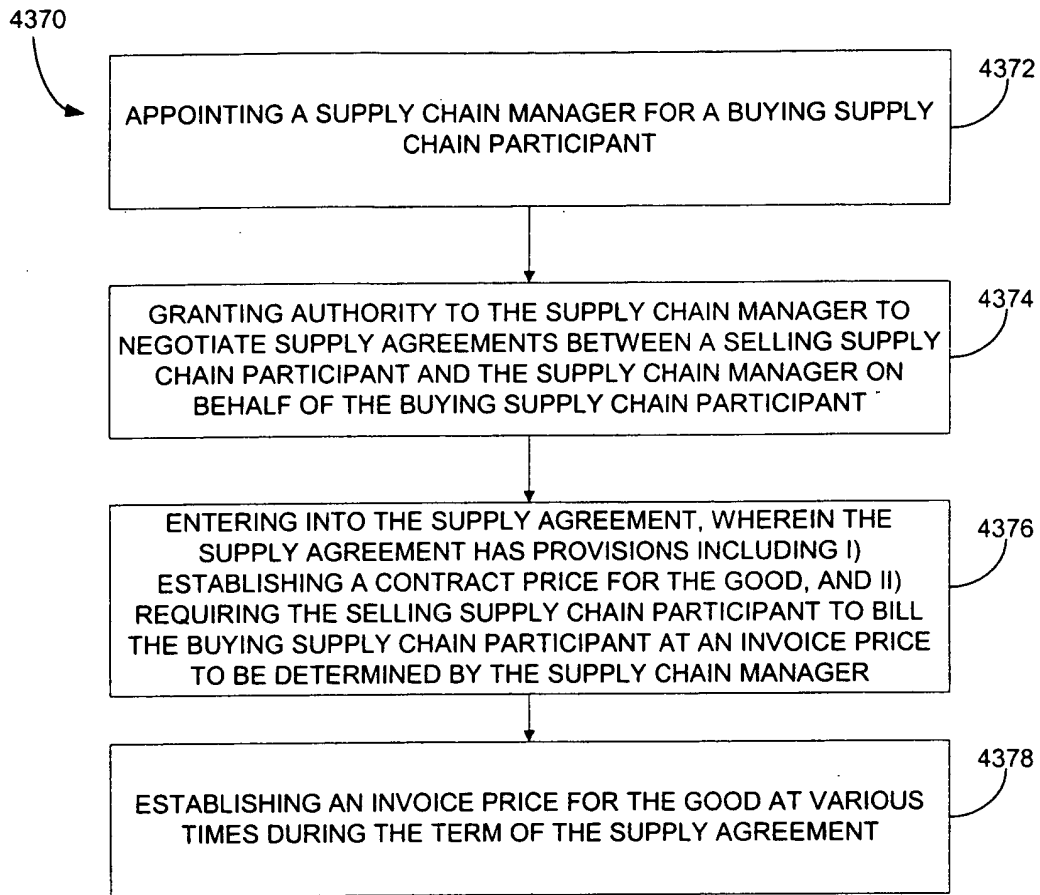 4370
4372
APPOINTING A SUPPLY CHAIN MANAGER FOR A BUYING SUPPLY
CHAIN PARTICIPANT
4374
GRANTING AUTHORITY TO THE SUPPLY CHAIN MANAGER TO
NEGOTIATE SUPPLY AGREEMENTS BETWEEN A SELLING SUPPLY
CHAIN PARTICIPANT AND THE SUPPLY CHAIN MANAGER ON
BEHALF OF THE BUYING SUPPLY CHAIN PARTICIPANT
4376
ENTERING INTO THE SUPPLY AGREEMENT, WHEREIN THE
SUPPLY AGREEMENT HAS PROVISIONS INCLUDING I)
ESTABLISHING A CONTRACT PRICE FOR THE GOOD, AND II)
REQUIRING THE SELLING SUPPLY CHAIN PARTICIPANT TO BILL
THE BUYING SUPPLY CHAIN PARTICIPANT AT AN INVOICE PRICE
TO BE DETERMINED BY THE SUPPLY CHAIN MANAGER
4378
ESTABLISHING AN INVOICE PRICE FOR THE GOOD AT VARIOUS
TIMES DURING THE TERM OF THE SUPPLY AGREEMENT